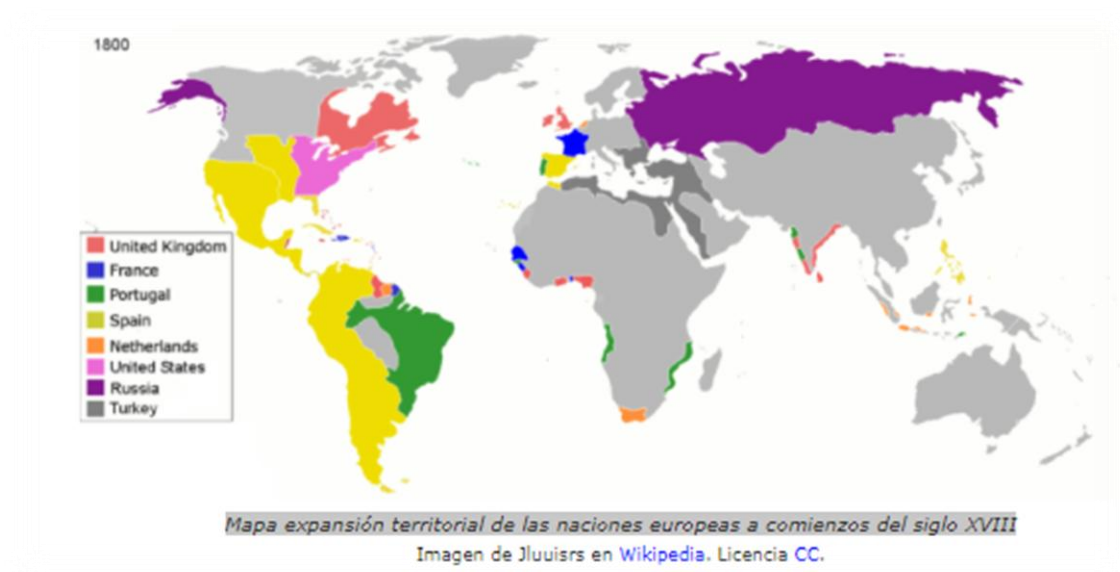 1800
United Kingdom
France
Portugal
Spain
Netherlands
United States
Russia
Turkey
Mapa expansión territorial de las naciones europeas a comienzos del siglo XVIII
Imagen de Jluuisrs en Wikipedia. Licencia CC.